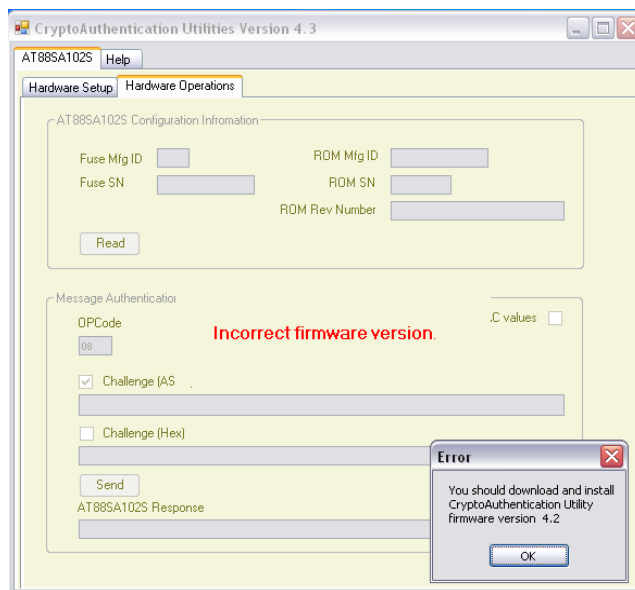 CryptoAuthentication Utilities Version 4.3
AT88SA102S Help
Hardware Setup Hardware Operations
AT88SA102S Configuration Infromation
Fuse Mfg ID ROM Mfg ID
Fuse SN ROM SN
ROM Rev Number
Read
Message Authentication
OPCode .C values
08
Incorrect firmware version.
Challenge (AS
Challenge (Hex)
Send
AT88SA102S Response
Error
You should download and install
CryptoAuthentication Utility
firmware version 4.2
OK